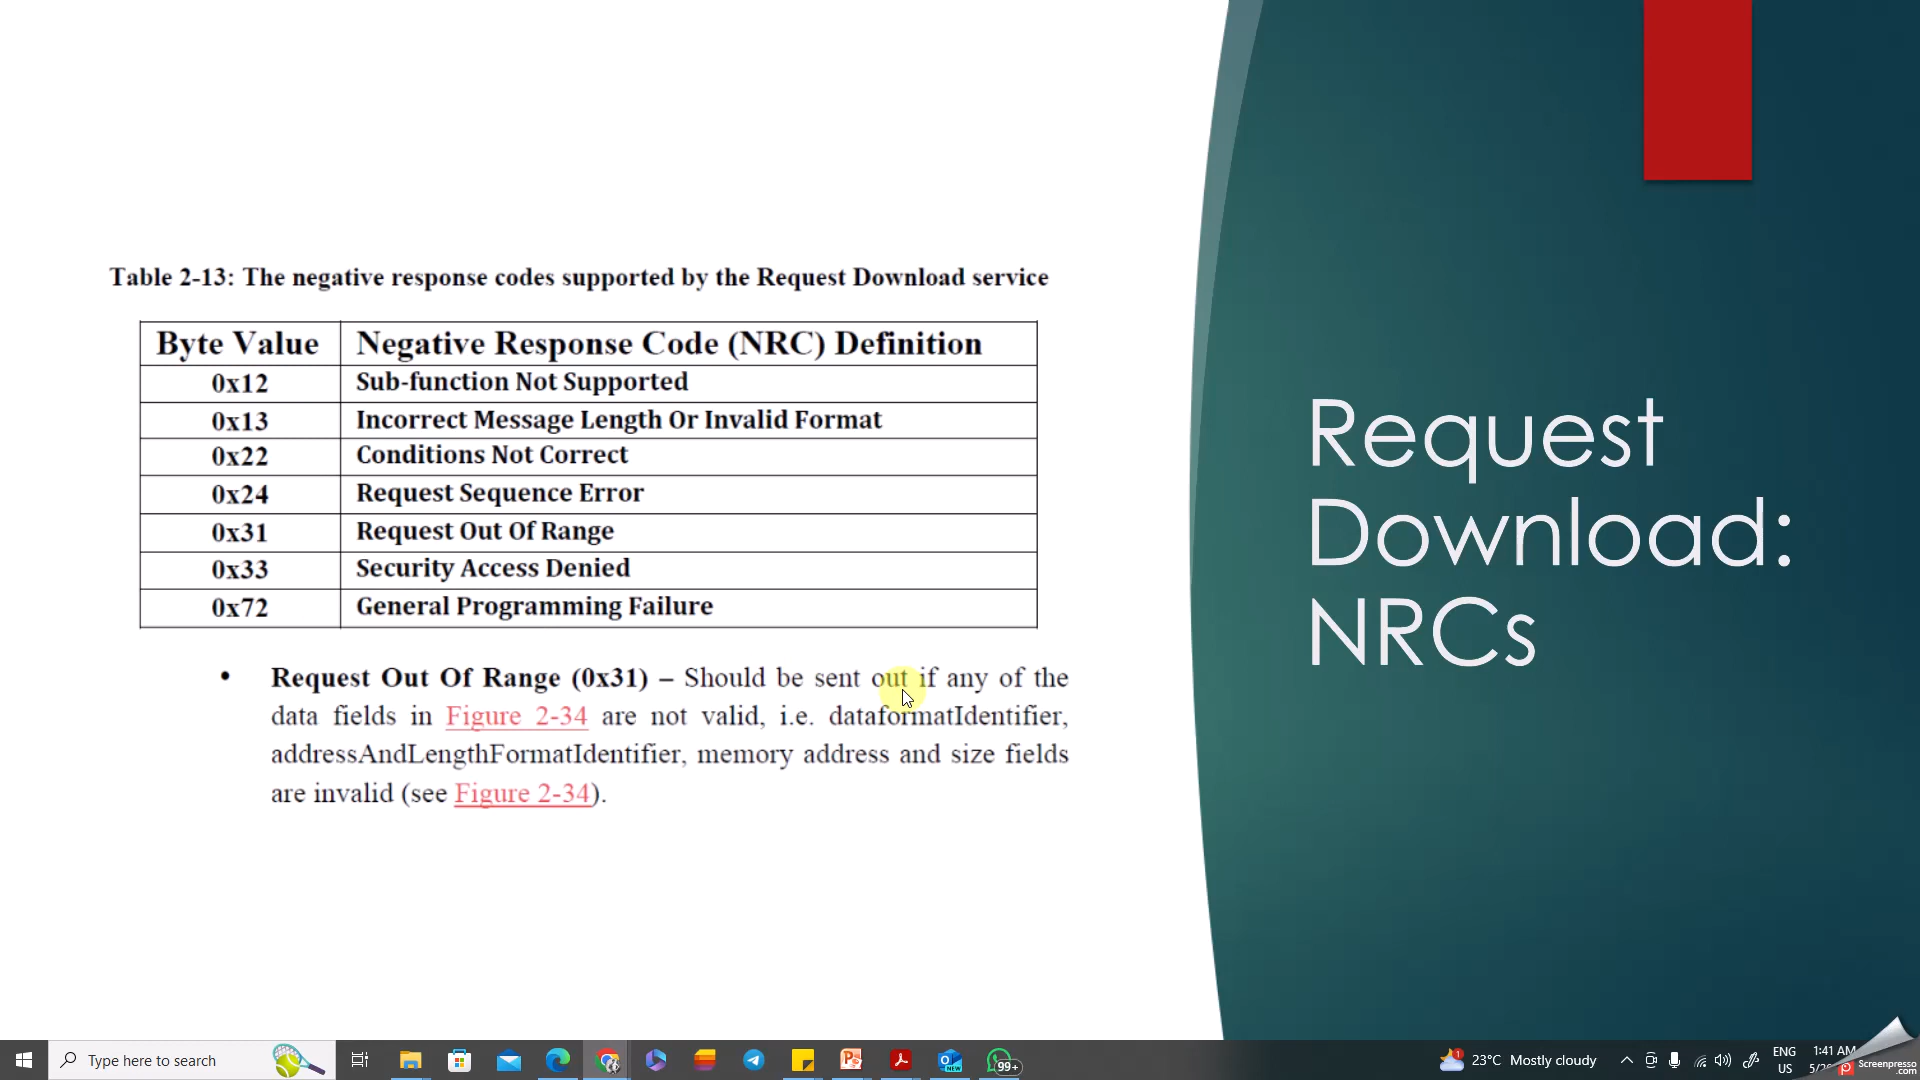 Table 2-13: The negative response codes supported by the Request Download service
Byte Value Negative Response Code (NRC) Definition
0x12 Sub-function Not Supported
0x13 Incorrect Message Length Or Invalid Format
0x22 Conditions Not Correct
0x24 Request Sequence Error
0x31 Request Out Of Range
0x33 Security Access Denied
0x72 General Programming Failure
• Request Out Of Range (0x31) – Should be sent out if any of the
data fields in Figure 2-34 are not valid, i.e. dataformatIdentifier,
addressAndLengthFormatIdentifier, memory address and size fields
are invalid (see Figure 2-34).
Request
Download:
NRCs
Type here to search
99+
1
23°C Mostly cloudy
ENG
US
1:41 AM
5/2
Screenpresso
.com